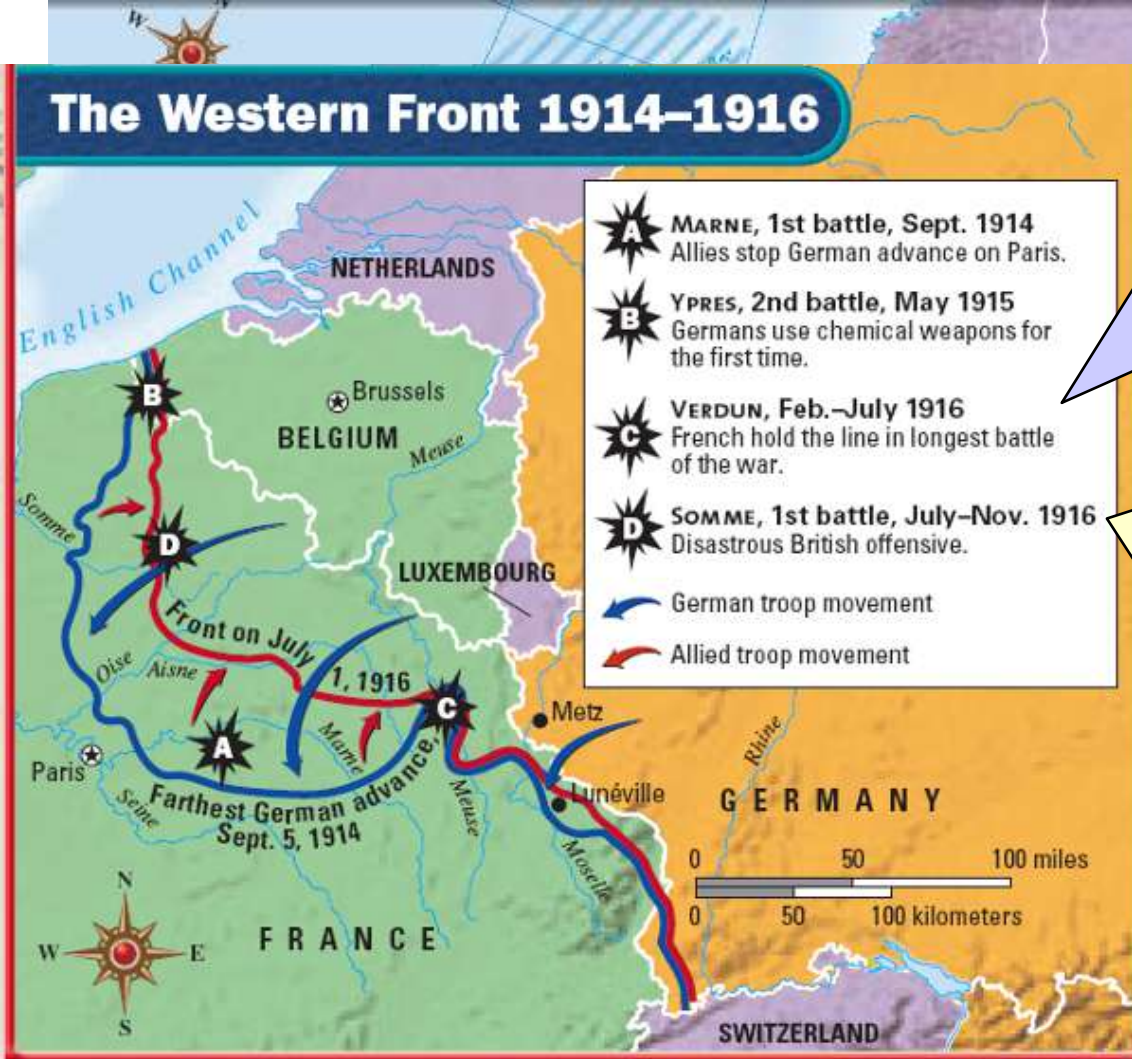 W
The Western Front 1914–1916
A
MARNE, 1st battle, Sept. 1914
Allies stop German advance on Paris.
B
YPRES, 2nd battle, May 1915
Germans use chemical weapons for
the first time.
C
VERDUN, Feb.–July 1916
French hold the line in longest battle
of the war.
D
SOMME, 1st battle, July–Nov. 1916
Disastrous British offensive.
German troop movement
Allied troop movement
English Channel
NETHERLANDS
B
Brussels
BELGIUM
Meuse
Somme
D
LUXEMBOURG
Front on July
1, 1916
Oise
Aisne
C
Metz
A
Marne
Paris
Rhine
Meuse
Lunéville
Seine
Farthest German advance,
Sept. 5, 1914
GERMANY
Moselle
0 50 100 miles
0 50 100 kilometers
N
W E
S
FRANCE
SWITZERLAND